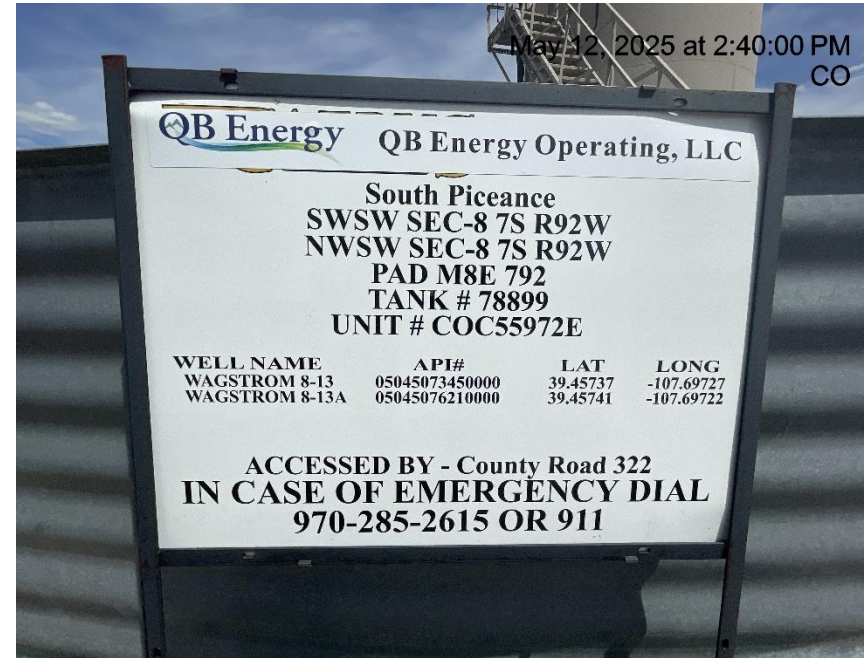 May 12, 2025 at 2:40:00 PM
CO
QB Energy QB Energy Operating, LLC
South Piceance
SWSW SEC-8 7S R92W
NWSW SEC-8 7S R92W
PAD M8E 792
TANK # 78899
UNIT # COC55972E
WELL NAME API# LAT LONG
WAGSTROM 8-13 05045073450000 39.45737 -107.69727
WAGSTROM 8-13A 05045076210000 39.45741 -107.69722
ACCESSED BY - County Road 322
IN CASE OF EMERGENCY DIAL
970-285-2615 OR 911